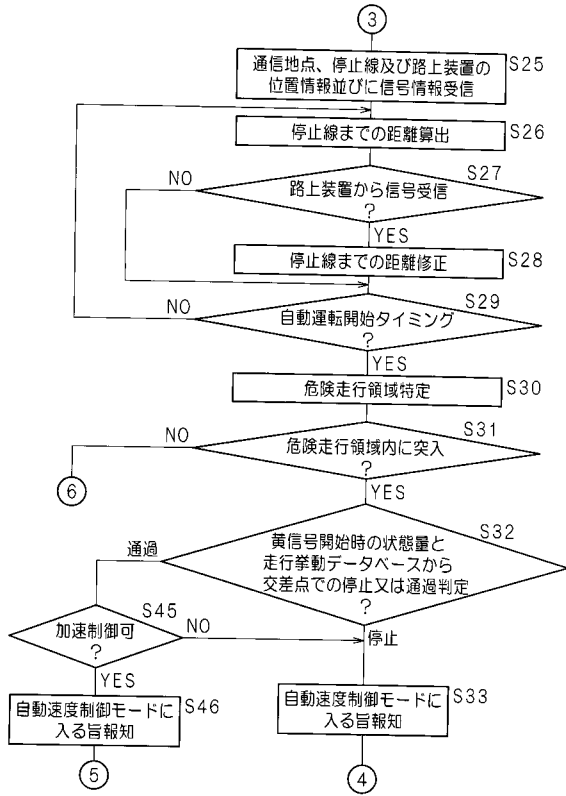 3
通信地点、停止線及び路上装置の
位置情報並びに信号情報受信
S25
停止線までの距離算出
S26
路上装置から信号受信
?
S27
NO
YES
停止線までの距離修正
S28
自動運転開始タイミング
?
S29
NO
YES
危険走行領域特定
S30
危険走行領域内に突入
?
S31
NO
6
YES
黄信号開始時の状態量と
走行挙動データベースから
交差点での停止又は通過判定
?
S32
通過
停止
加速制御可
?
S45
NO
YES
自動速度制御モードに
入る旨報知
S46
5
自動速度制御モードに
入る旨報知
S33
4